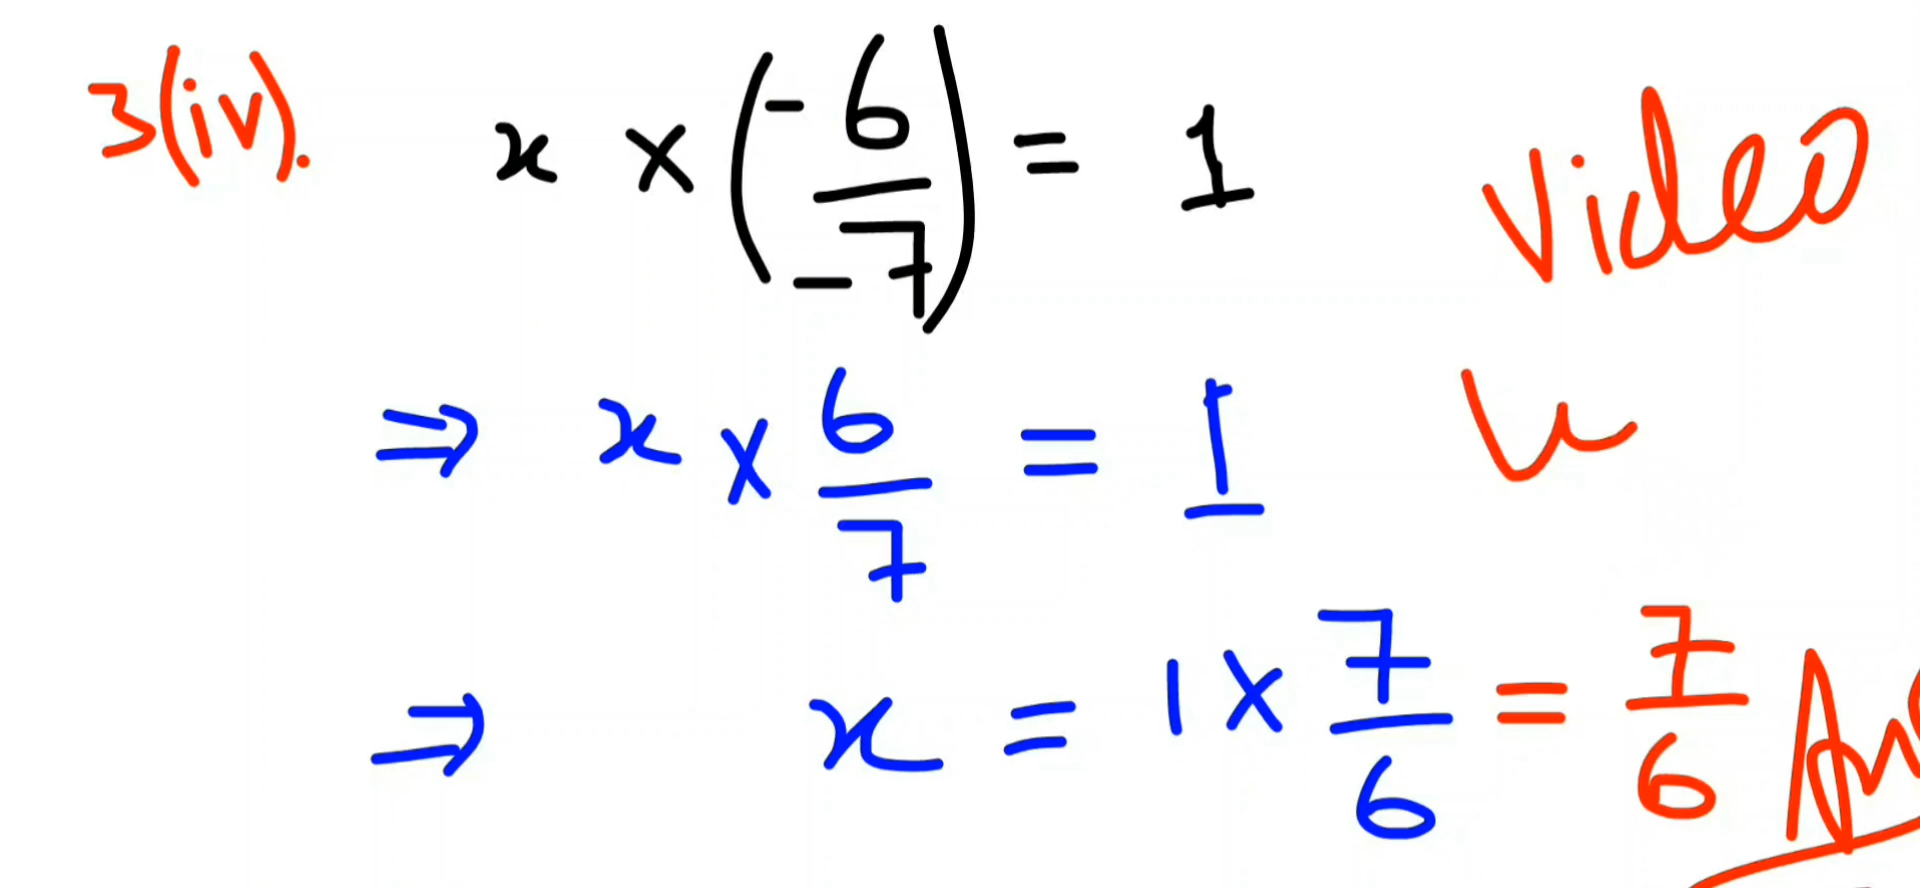 3(iv). x × (-6/-7) = 1 Video
⇒ x × 6/7 = 1
⇒ x = 1 × 7/6 = 7/6